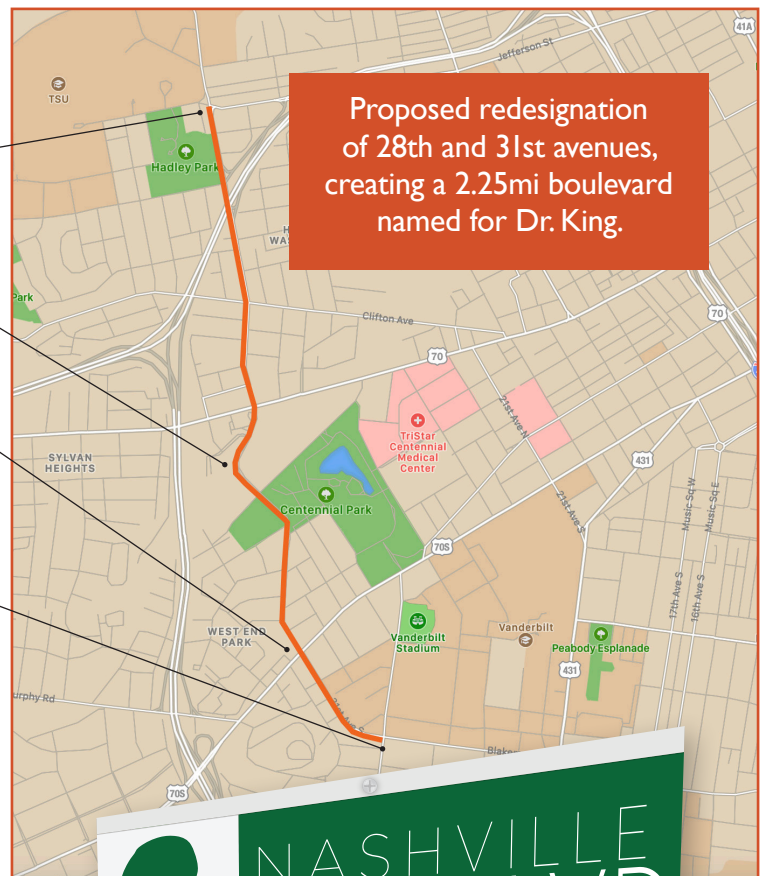 41A
Jefferson St
TSU
Proposed redesignation
of 28th and 31st avenues,
creating a 2.25mi boulevard
named for Dr. King.
Hadley Park
Park
Clifton Ave
70
70
21st Ave N
TriStar
Centennial
Medical
Center
SYLVAN
HEIGHTS
431
Music Sq W
Music Sq E
21st Ave S
Centennial Park
70S
17th Ave S
16th Ave S
WEST END
PARK
Vanderbilt
Stadium
Vanderbilt
Peabody Esplanade
431
urphy Rd
31st Ave S
Blake
70S
NASHVILLE